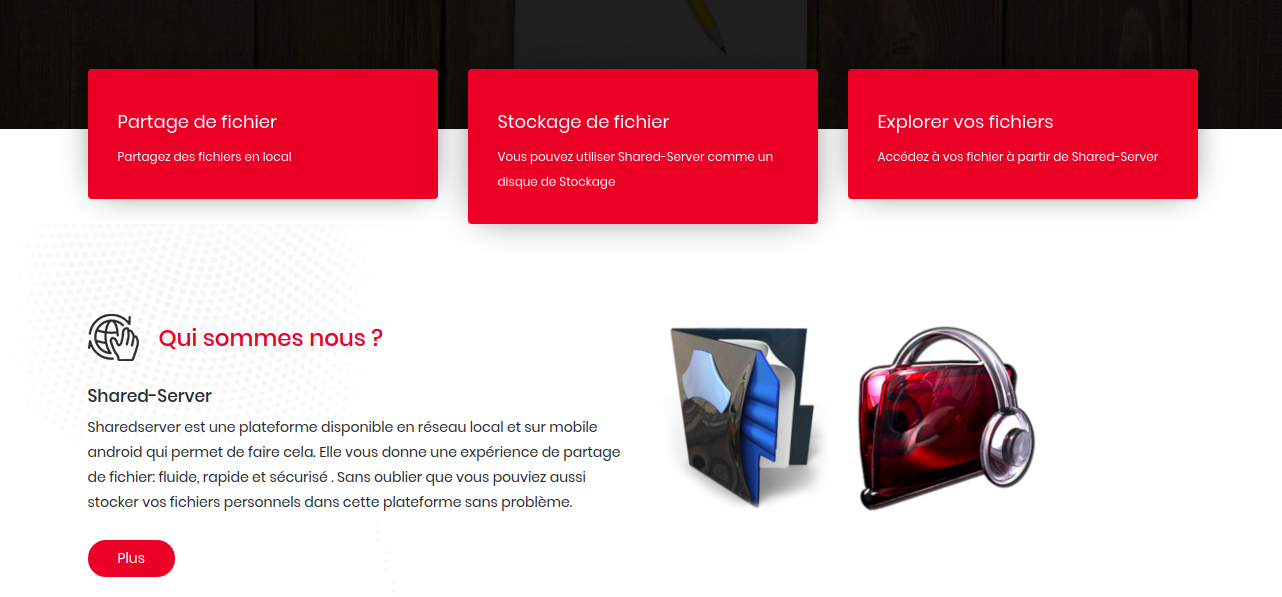 Partage de fichier
Partagez des fichiers en local
Stockage de fichier
Vous pouvez utiliser Shared-Server comme un
disque de Stockage
Explorer vos fichiers
Accédez à vos fichier à partir de Shared-Server
Qui sommes nous ?
Shared-Server
Sharedserver est une plateforme disponible en réseau local et sur mobile
android qui permet de faire cela. Elle vous donne une expérience de partage
de fichier: fluide, rapide et sécurisé . Sans oublier que vous pouviez aussi
stocker vos fichiers personnels dans cette plateforme sans problème.
Plus